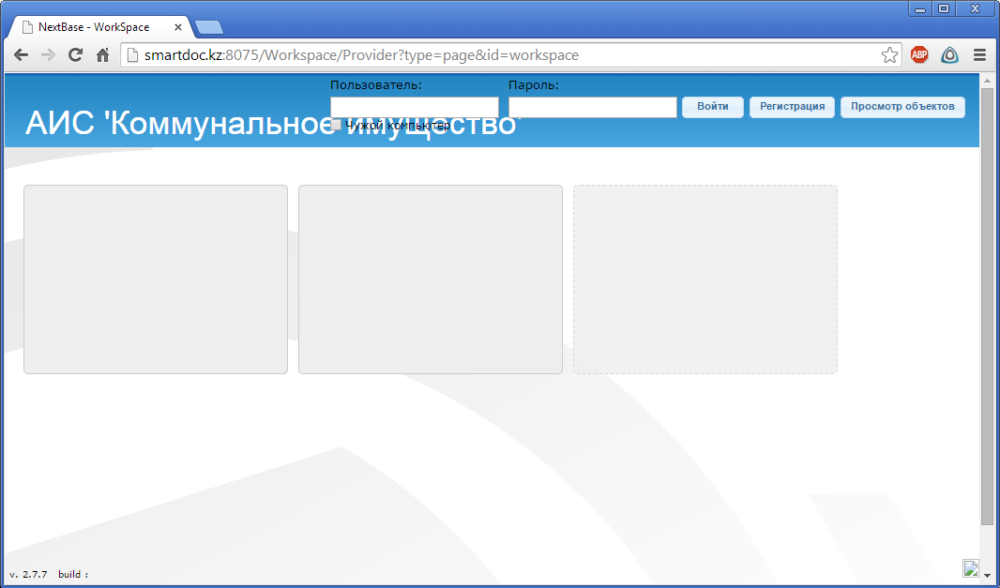 NextBase - WorkSpace
smartdoc.kz:8075/Workspace/Provider?type=page&id=workspace
ABP
Пользователь:
Пароль:
Войти
Регистрация
Просмотр объектов
АИС 'Коммунальное имущество'
Чужой компьютер
v. 2.7.7 build :